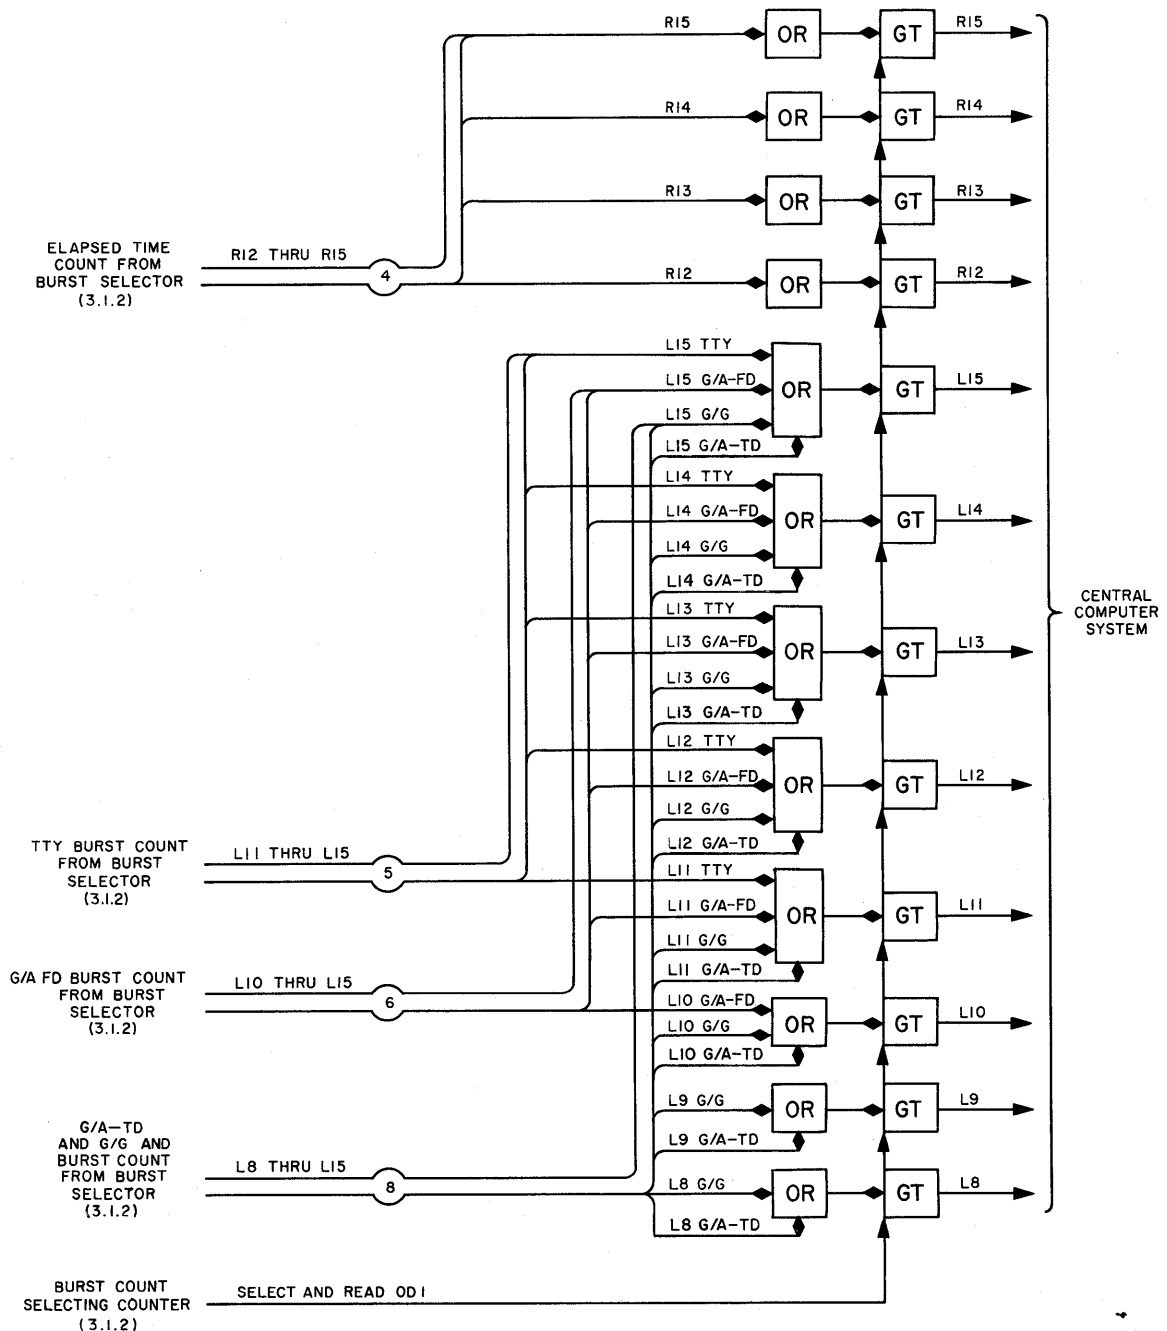 R15
OR
GT
R15
R14
OR
GT
R14
R13
OR
GT
R13
ELAPSED TIME
COUNT FROM
BURST SELECTOR
(3.1.2)
R12 THRU R15
4
R12
OR
GT
R12
L15 TTY
L15 G/A-FD
L15 G/G
L15 G/A-TD
OR
GT
L15
L14 TTY
L14 G/A-FD
L14 G/G
L14 G/A-TD
OR
GT
L14
CENTRAL
COMPUTER
SYSTEM
L13 TTY
L13 G/A-FD
L13 G/G
L13 G/A-TD
OR
GT
L13
L12 TTY
L12 G/A-FD
L12 G/G
L12 G/A-TD
OR
GT
L12
TTY BURST COUNT
FROM BURST
SELECTOR
(3.1.2)
L11 THRU L15
5
L11 TTY
L11 G/A-FD
L11 G/G
L11 G/A-TD
OR
GT
L11
G/A FD BURST COUNT
FROM BURST
SELECTOR
(3.1.2)
L10 THRU L15
6
L10 G/A-FD
L10 G/G
L10 G/A-TD
OR
GT
L10
L9 G/G
L9 G/A-TD
OR
GT
L9
G/A-TD
AND G/G AND
BURST COUNT
FROM BURST
SELECTOR
(3.1.2)
L8 THRU L15
8
L8 G/G
L8 G/A-TD
OR
GT
L8
BURST COUNT
SELECTING COUNTER
(3.1.2)
SELECT AND READ OD1